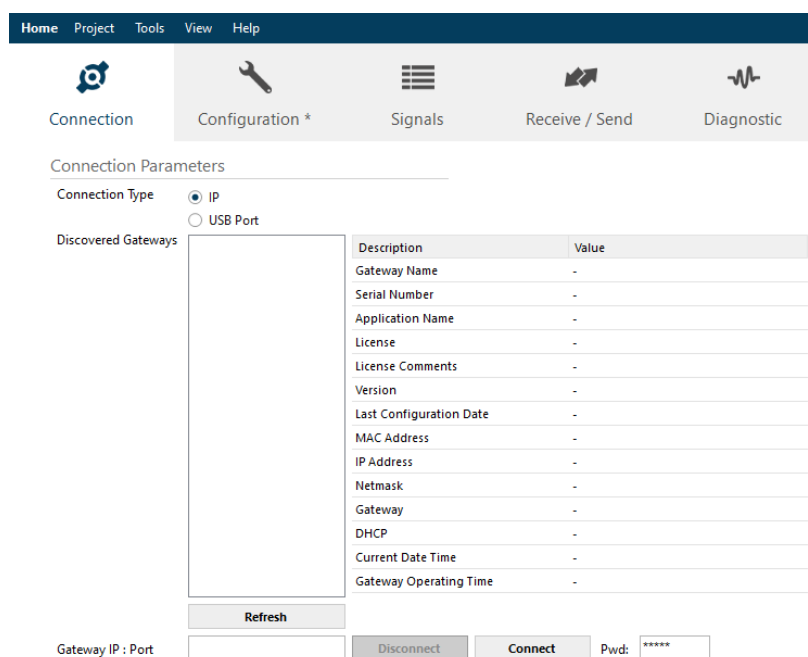 Home Project Tools View Help
Connection Configuration * Signals Receive / Send Diagnostic
Connection Parameters
Connection Type IP
USB Port
Discovered Gateways
Description Value
Gateway Name -
Serial Number -
Application Name -
License -
License Comments -
Version -
Last Configuration Date -
MAC Address -
IP Address -
Netmask -
Gateway -
DHCP -
Current Date Time -
Gateway Operating Time -
Refresh
Gateway IP : Port Disconnect Connect Pwd: *****